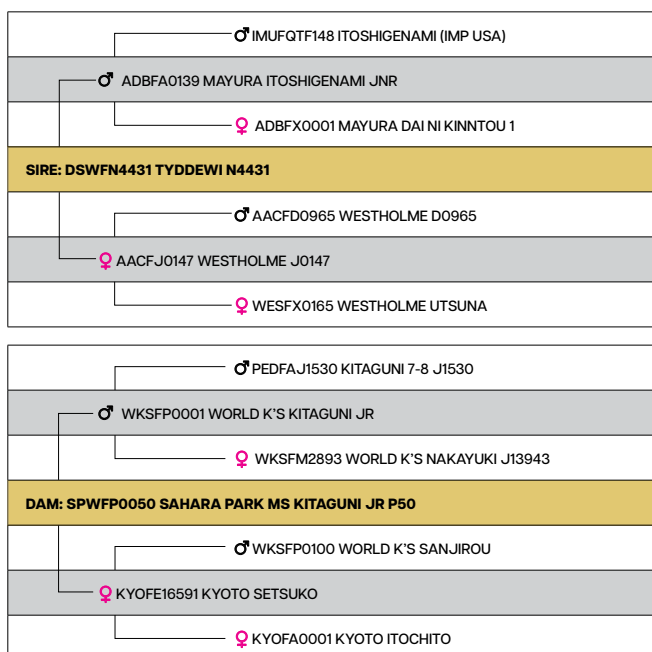 ♂ IMUFQTF148 ITOSHIGENAMI (IMP USA)
♂ ADBFA0139 MAYURA ITOSHIGENAMI JNR
♀ ADBFX0001 MAYURA DAI NI KINNTOU 1
SIRE: DSWFN4431 TYDDEWI N4431
♂ AACFD0965 WESTHOLME D0965
♀ AACFJ0147 WESTHOLME J0147
♀ WESFX0165 WESTHOLME UTSUNA
♂ PEDFAJ1530 KITAGUNI 7-8 J1530
♂ WKSFP0001 WORLD K'S KITAGUNI JR
♀ WKSFM2893 WORLD K'S NAKAYUKI J13943
DAM: SPWFP0050 SAHARA PARK MS KITAGUNI JR P50
♂ WKSFP0100 WORLD K'S SANJIROU
♀ KYOFE16591 KYOTO SETSUKO
♀ KYOFA0001 KYOTO ITOCHITO